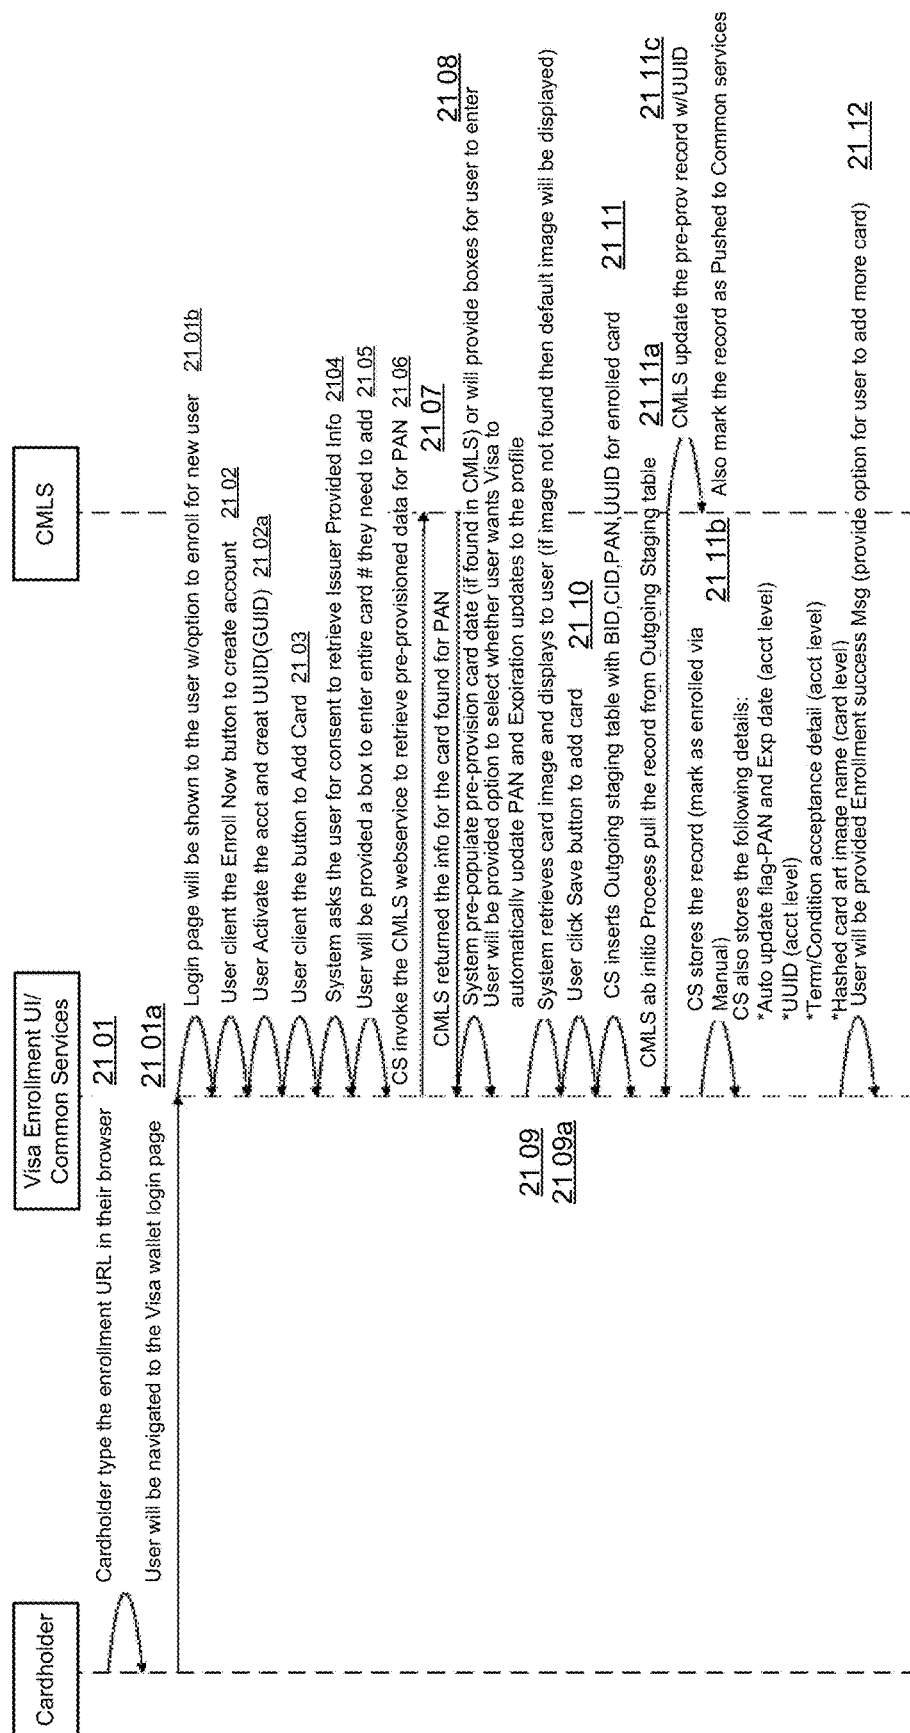 Cardholder
Visa Enrollment UI/
Common Services
CMLS
Cardholder type the enrollment URL in their browser 21 01
User will be navigated to the Visa wallet login page 21 01a
Login page will be shown to the user w/option to enroll for new user 21 01b
User client the Enroll Now button to create account 21 02
User Activate the acct and creat UUID(GUID) 21 02a
User client the button to Add Card 21 03
System asks the user for consent to retrieve Issuer Provided Info 2104
User will be provided a box to enter entire card # they need to add 21 05
CS invoke the CMLS webservice to retrieve pre-provisioned data for PAN 21 06
21 07
CMLS returned the info for the card found for PAN
21 08
System pre-populate pre-provision card date (if found in CMLS) or will provide boxes for user to enter
User will be provided option to select whether user wants Visa to
automatically update PAN and Expiration updates to the profile
21 09
21 09a
System retrieves card image and displays to user (if image not found then default image will be displayed)
User click Save button to add card 21 10
CS inserts Outgoing staging table with BID,CID,PAN,UUID for enrolled card 21 11
CMLS ab initio Process pull the record from Outgoing Staging table 21 11a
21 11c
CMLS update the pre-prov record w/UUID
Also mark the record as Pushed to Common services
CS stores the record (mark as enrolled via
Manual) 21 11b
CS also stores the following details:
*Auto update flag-PAN and Exp date (acct level)
*UUID (acct level)
*Term/Condition acceptance detail (acct level)
*Hashed card art image name (card level)
User will be provided Enrollment success Msg (provide option for user to add more card) 21 12